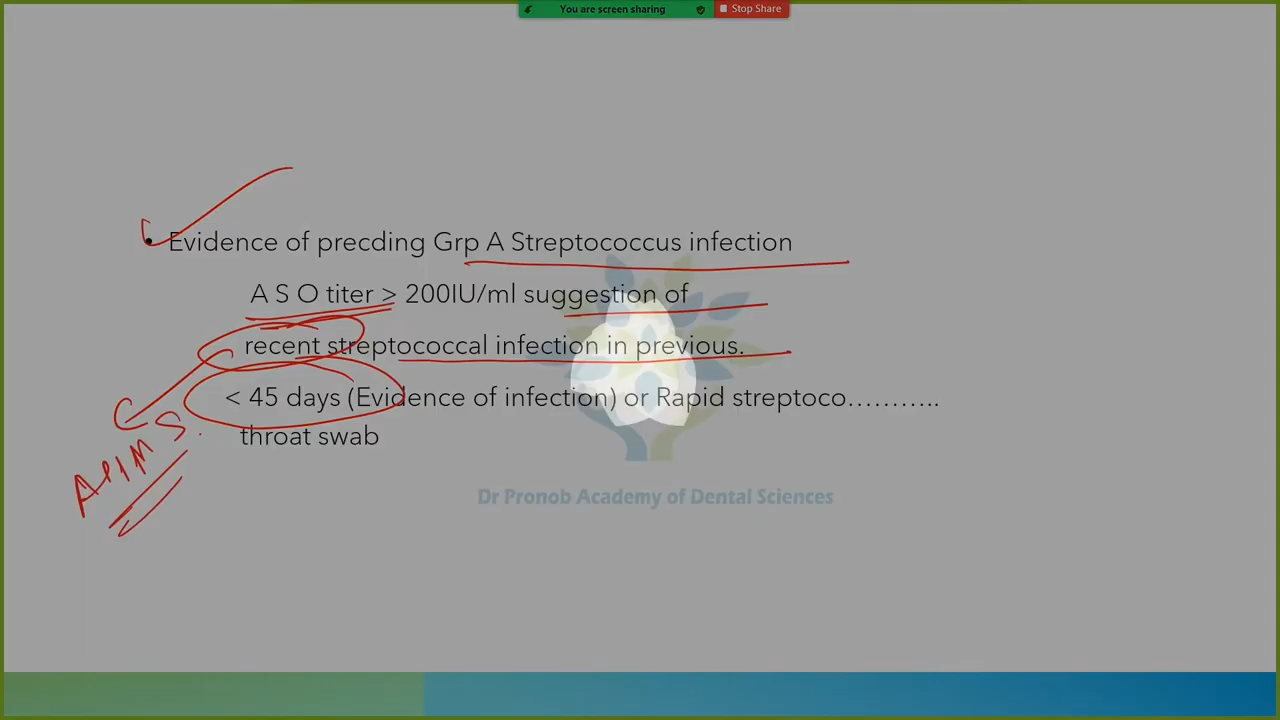 You are screen sharing
Stop Share
• Evidence of precding Grp A Streptococcus infection
A S O titer > 200IU/ml suggestion of
recent streptococcal infection in previous.
< 45 days (Evidence of infection) or Rapid streptoco………..
throat swab
AIIMS
Dr Pronob Academy of Dental Sciences